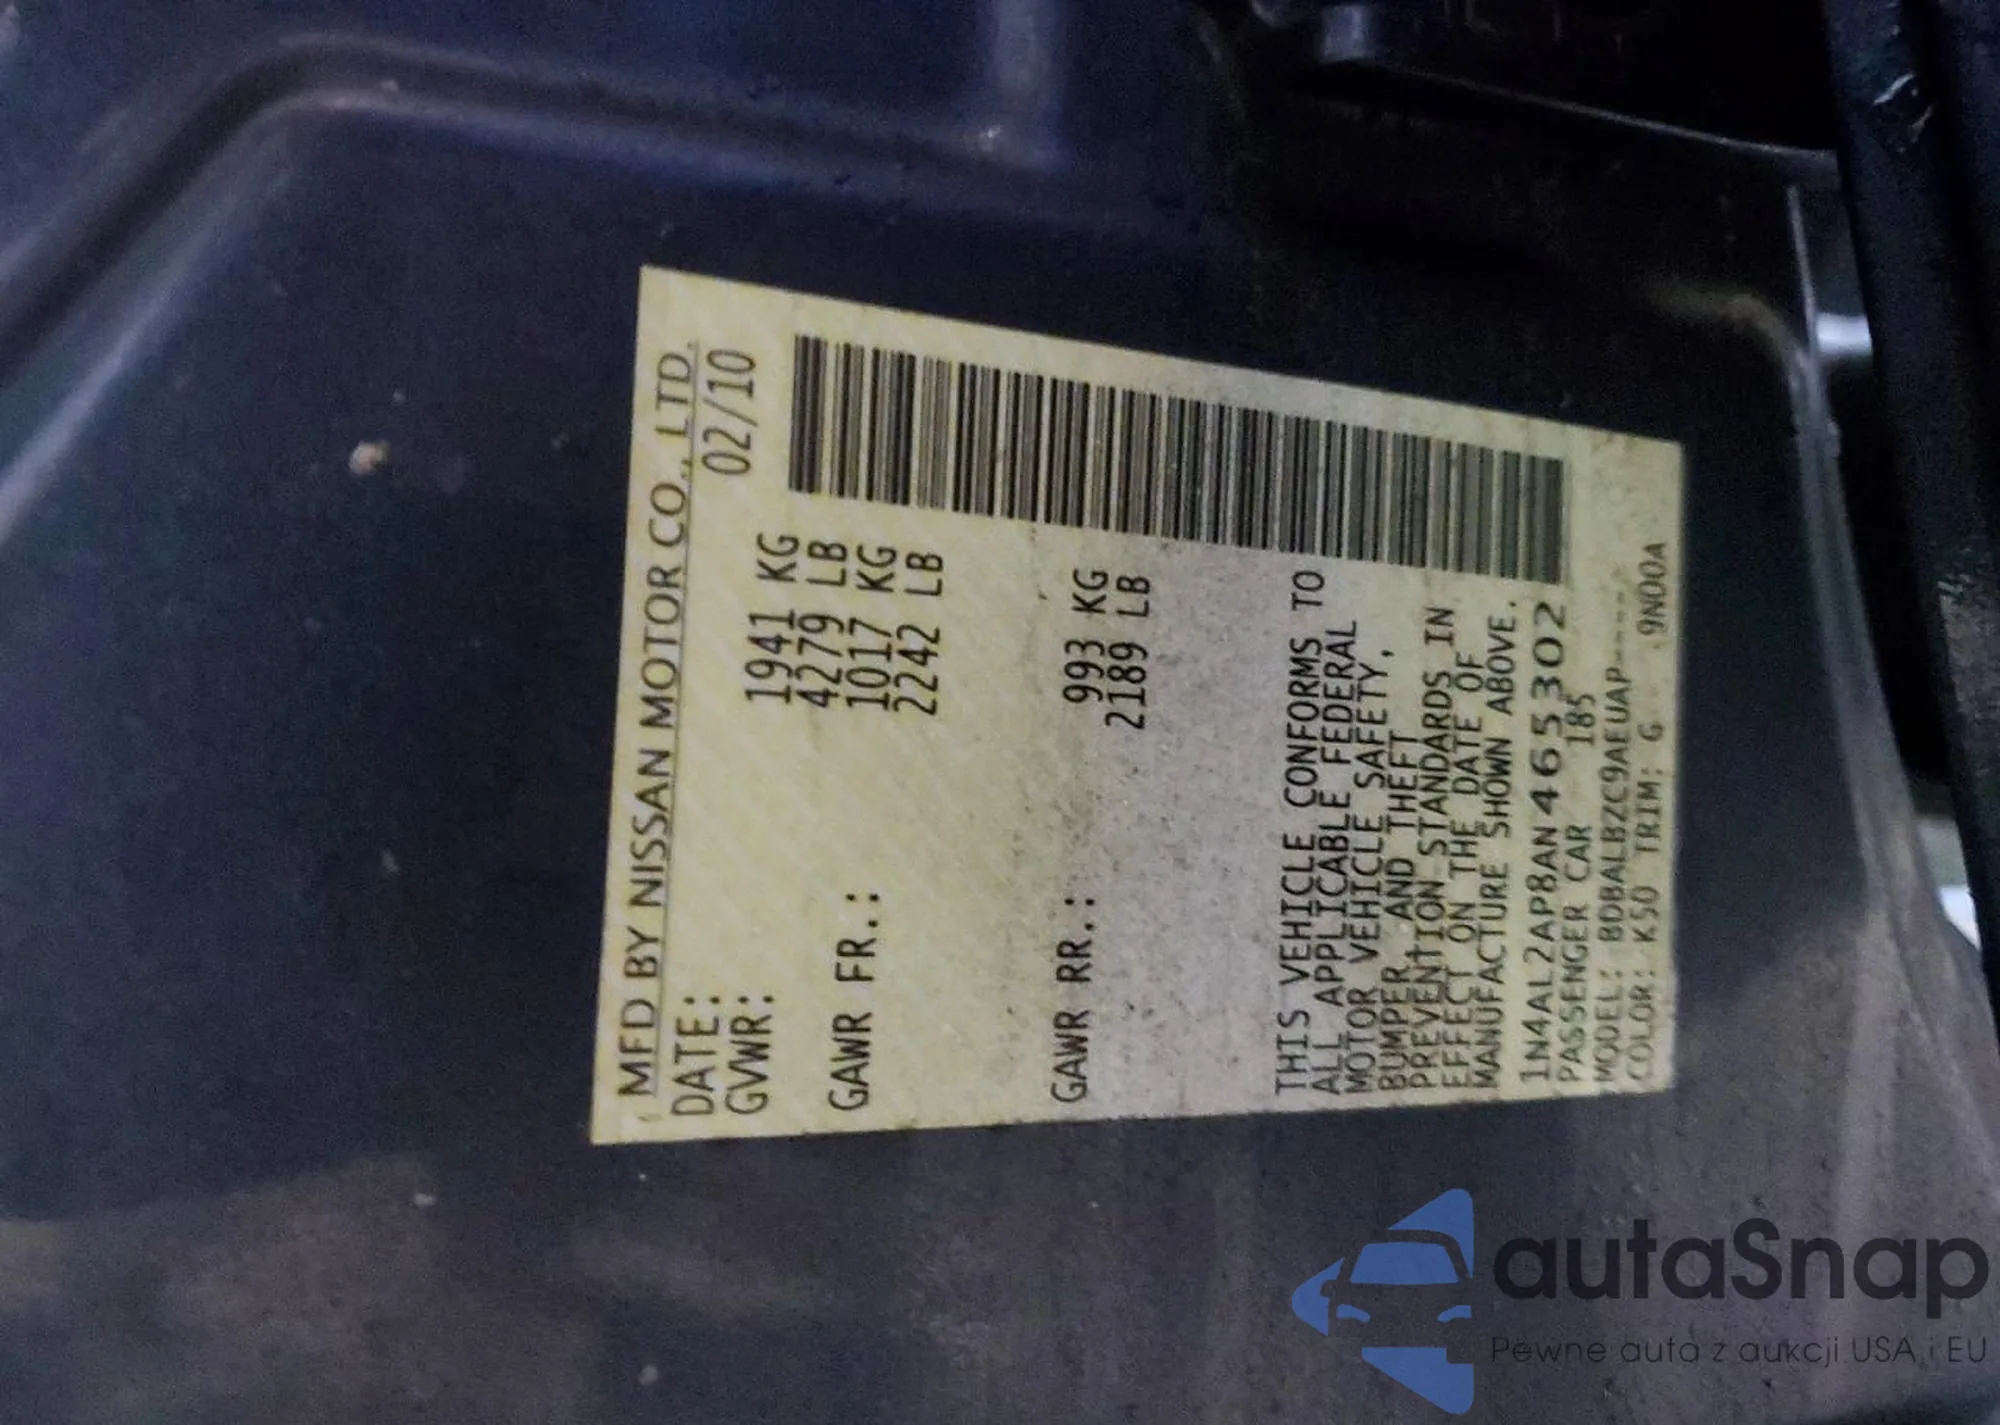 MFD BY NISSAN MOTOR CO., LTD.
DATE: 02/10
GVWR: 1941 KG
4279 LB
GAWR FR.: 1017 KG
2242 LB
GAWR RR.: 993 KG
2189 LB
THIS VEHICLE CONFORMS TO
ALL APPLICABLE FEDERAL
MOTOR VEHICLE SAFETY,
BUMPER, AND THEFT
PREVENTION STANDARDS IN
EFFECT ON THE DATE OF
MANUFACTURE SHOWN ABOVE.
1N4AL2AP8AN465302
PASSENGER CAR 185
MODEL: BDBALBZC9AEUAP-----
COLOR: K50 TRIM: G 9N00A
autaSnap
Pewne auta z aukcji USA i EU